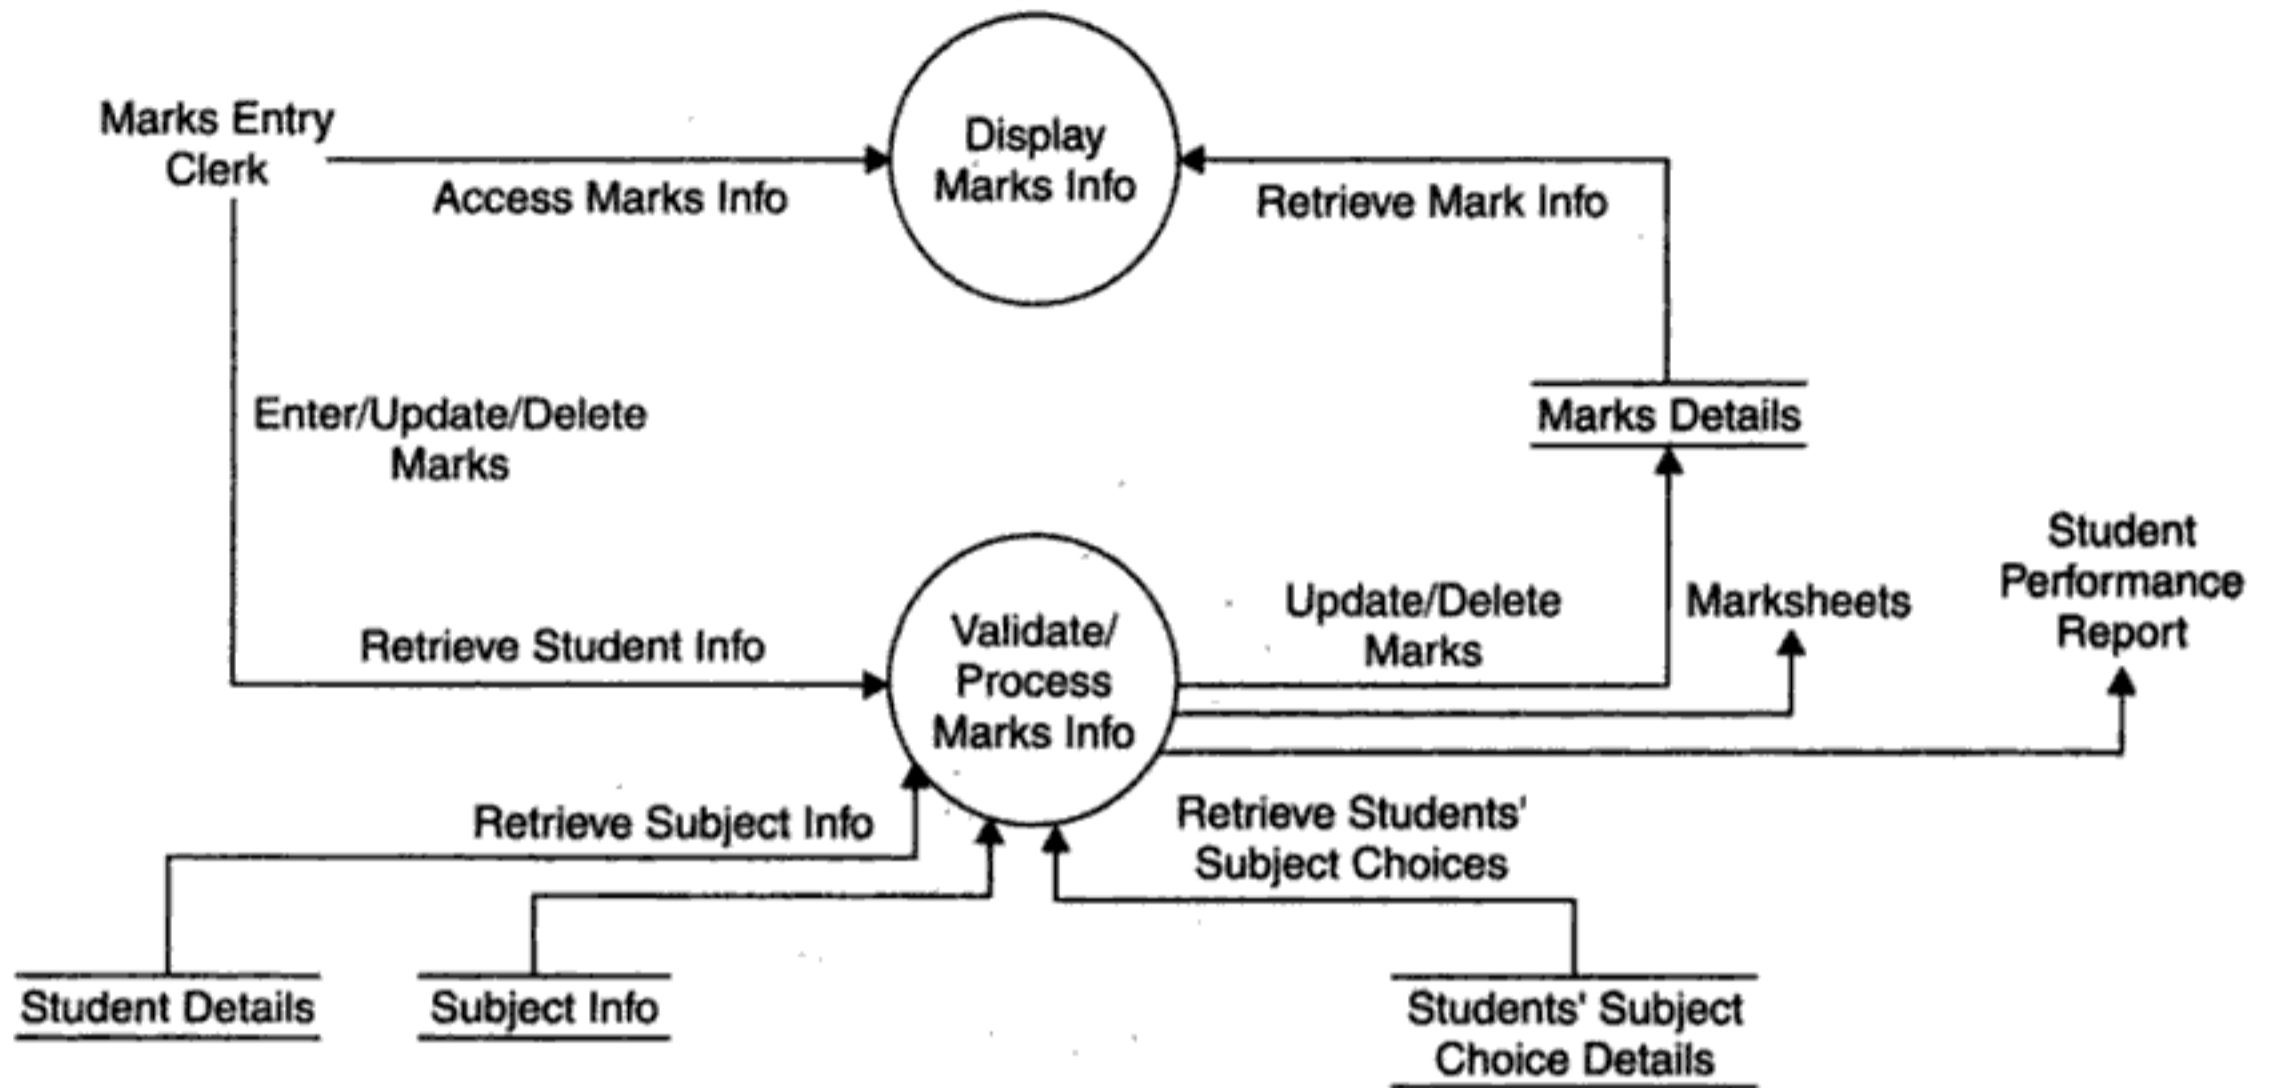 Marks Entry
Clerk
Access Marks Info
Display
Marks Info
Retrieve Mark Info
Enter/Update/Delete
Marks
Marks Details
Retrieve Student Info
Validate/
Process
Marks Info
Update/Delete
Marks
Marksheets
Student
Performance
Report
Retrieve Subject Info
Retrieve Students'
Subject Choices
Student Details
Subject Info
Students' Subject
Choice Details